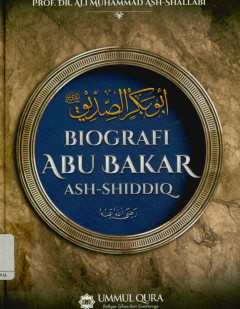 PROF. DR. ALI MUHAMMAD ASH-SHALLABI
أبو بكر الصديق
BIOGRAFI
ABU BAKAR
ASH-SHIDDIQ
رضي الله عنه
UMMUL QURA